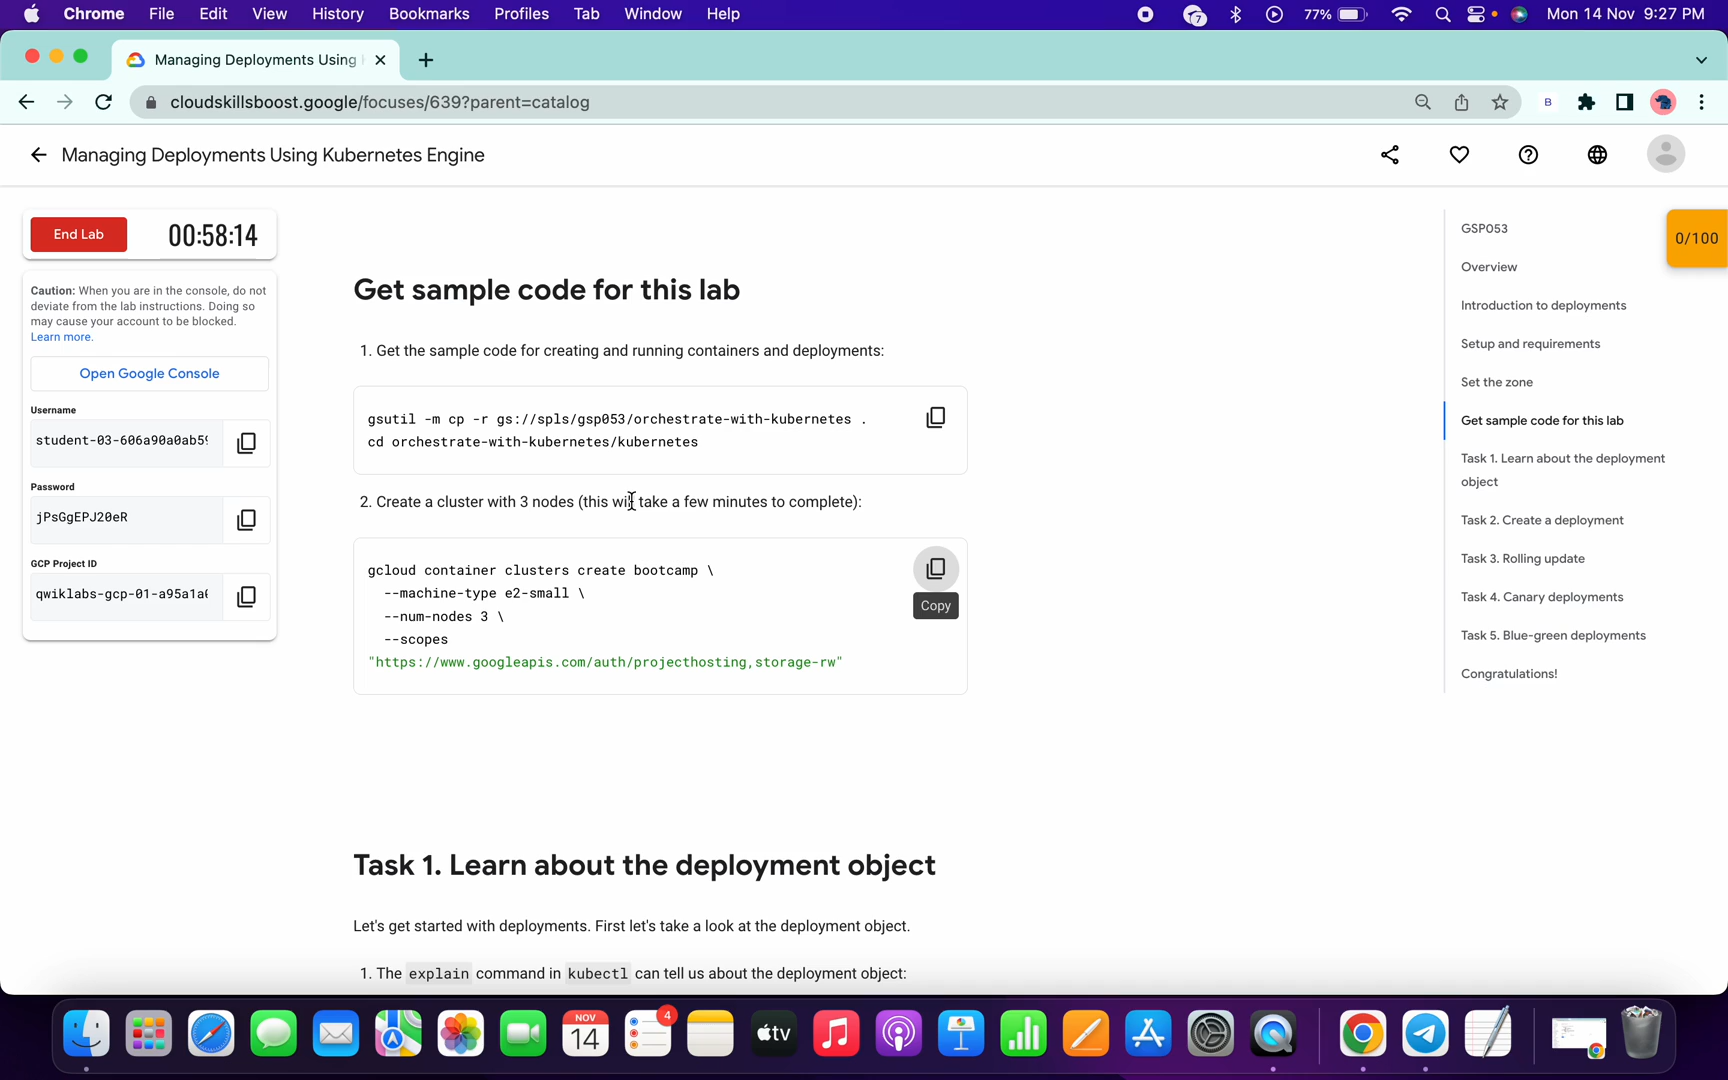 Chrome File Edit View History Bookmarks Profiles Tab Window Help
7 77% Mon 14 Nov 9:27 PM
Managing Deployments Using
cloudskillsboost.google/focuses/639?parent=catalog
B
Managing Deployments Using Kubernetes Engine
End Lab 00:58:14
Caution: When you are in the console, do not
deviate from the lab instructions. Doing so
may cause your account to be blocked.
Learn more.
Open Google Console
Username
student-03-606a90a0ab59
Password
jPsGgEPJ20eR
GCP Project ID
qwiklabs-gcp-01-a95a1a0
Get sample code for this lab
1. Get the sample code for creating and running containers and deployments:
gsutil -m cp -r gs://spls/gsp053/orchestrate-with-kubernetes .
cd orchestrate-with-kubernetes/kubernetes
2. Create a cluster with 3 nodes (this will take a few minutes to complete):
gcloud container clusters create bootcamp \
--machine-type e2-small \
--num-nodes 3 \
--scopes
"https://www.googleapis.com/auth/projecthosting,storage-rw"
Copy
Task 1. Learn about the deployment object
Let's get started with deployments. First let's take a look at the deployment object.
1. The explain command in kubectl can tell us about the deployment object:
GSP053
Overview
Introduction to deployments
Setup and requirements
Set the zone
Get sample code for this lab
Task 1. Learn about the deployment
object
Task 2. Create a deployment
Task 3. Rolling update
Task 4. Canary deployments
Task 5. Blue-green deployments
Congratulations!
0/100
NOV
14
4
tv